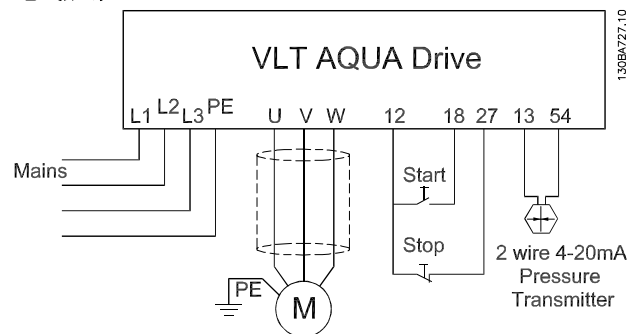 VLT AQUA Drive
130BA727.10
L1 L2 L3 PE U V W 12 18 27 13 54
Mains
Start
Stop
PE
M
2 wire 4-20mA
Pressure
Transmitter